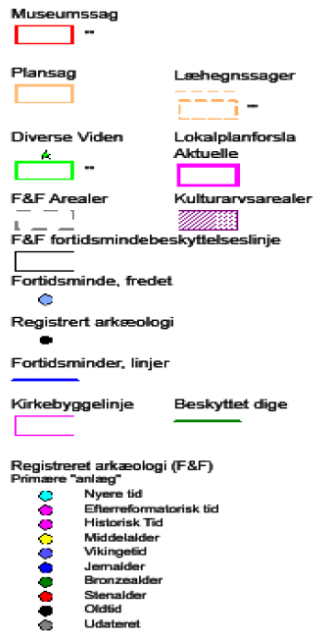 Museumssag
Plansag
Læhegnssager
Diverse Viden
Lokalplanforsla
Aktuelle
F&F Arealer
Kulturarvsarealer
F&F fortidsmindebeskyttelseslinje
Fortidsminde, fredet
Registrert arkæologi
Fortidsminder, linjer
Kirkebyggelinje
Beskyttet dige
Registreret arkæologi (F&F)
Primære "anlæg"
Nyere tid
Efterreformatorisk tid
Historisk Tid
Middelalder
Vikingetid
Jernalder
Bronzealder
Stenalder
Oldtid
Udateret